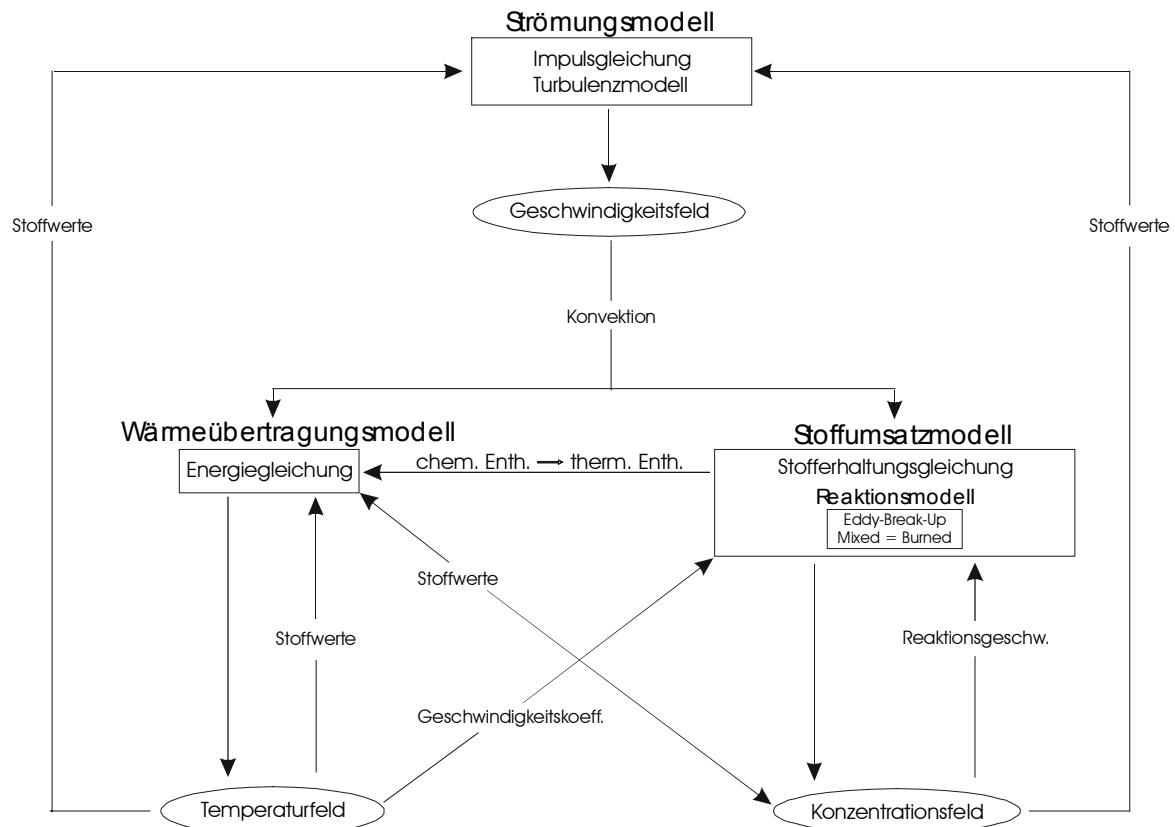 Strömungsmodell
Impulsgleichung
Turbulenzmodell
Stoffwerte
Geschwindigkeitsfeld
Stoffwerte
Konvektion
Wärmeübertragungsmodell
Stoffumsatzmodell
Energiegleichung
chem. Enth. → therm. Enth.
Stofferhaltungsgleichung
Reaktionsmodell
Eddy-Break-Up
Mixed = Burned
Stoffwerte
Stoffwerte
Reaktionsgeschw.
Geschwindigkeitskoeff.
Temperaturfeld
Konzentrationsfeld